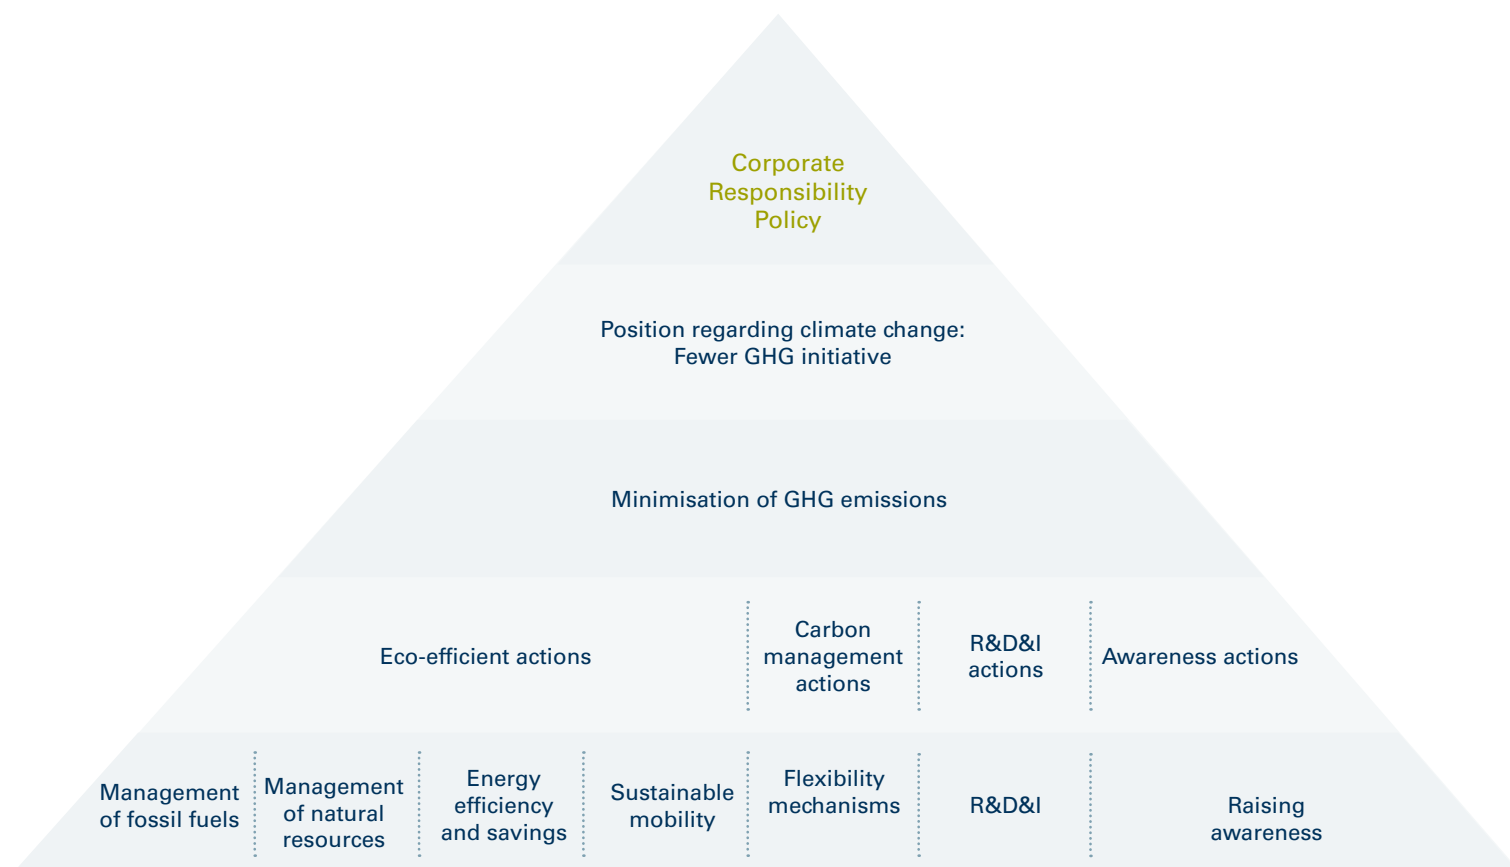 Corporate
Responsibility
Policy
Position regarding climate change:
Fewer GHG initiative
Minimisation of GHG emissions
Eco-efficient actions
Carbon
management
actions
R&D&I
actions
Awareness actions
Management
of fossil fuels
Management
of natural
resources
Energy
efficiency
and savings
Sustainable
mobility
Flexibility
mechanisms
R&D&I
Raising
awareness